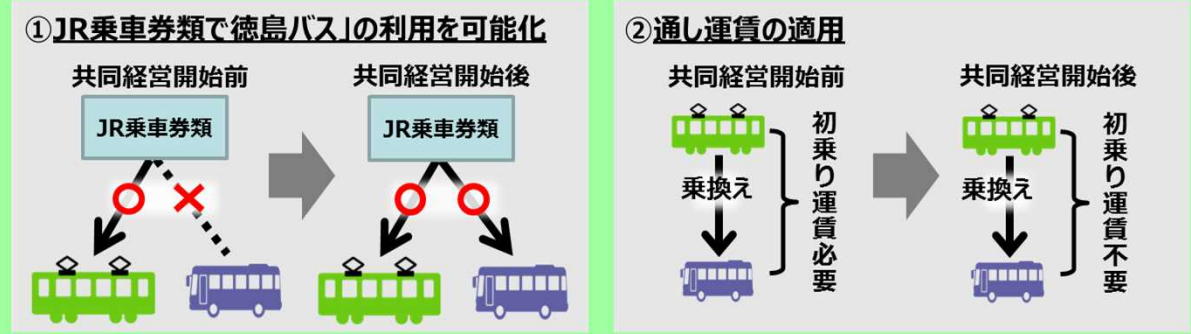 ①JR乗車券類で徳島バス」の利用を可能化
共同経営開始前
JR乗車券類
共同経営開始後
JR乗車券類
②通し運賃の適用
共同経営開始前
乗換え
初乗り運賃必要
共同経営開始後
乗換え
初乗り運賃不要